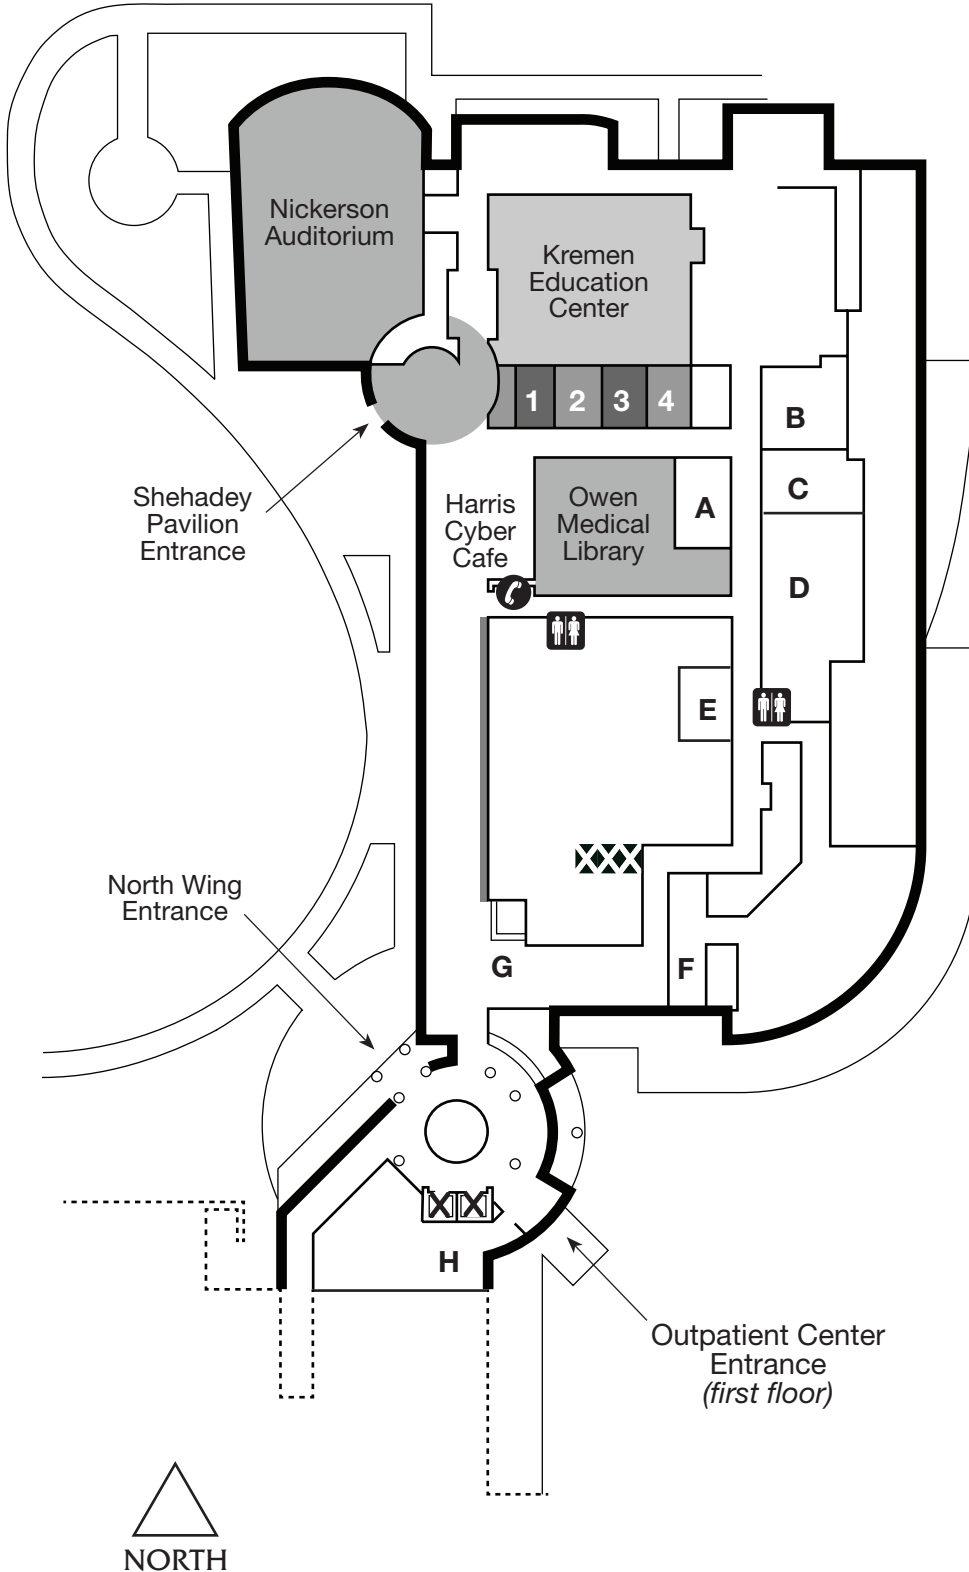 Nickerson
Auditorium
Kremen
Education
Center
1
2
3
4
B
Shehadey
Pavilion
Entrance
Harris
Cyber
Cafe
Owen
Medical
Library
A
C
D
E
North Wing
Entrance
G
F
H
Outpatient Center
Entrance
(first floor)
NORTH